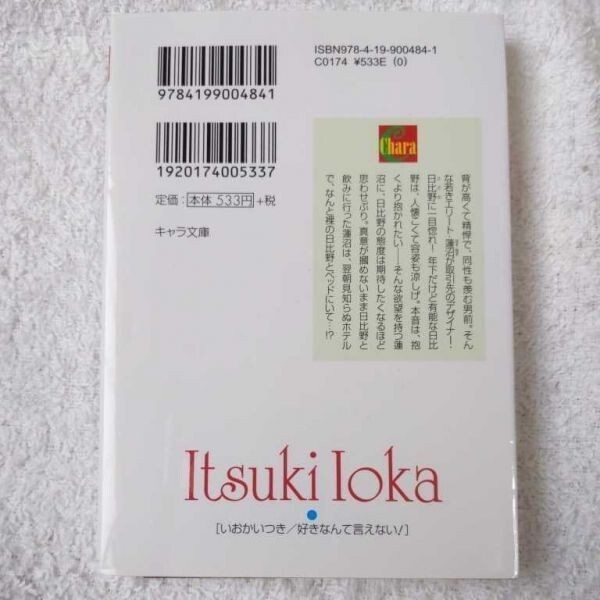 ISBN978-4-19-900484-1
C0174 ¥533E (0)
9784199004841
1920174005337
定価：本体 533円+税
キャラ文庫
Chara
背が高くて精悍で、同性も羨む男前。そん
な若きエリート・蓮沼が取引先のデザイナー・
日比野に一目惚れ！ 年下だけど有能な日比
野は、人懐こくて容姿も涼しげ。本音は、抱
くより抱かれたい――そんな欲望を持つ蓮
沼に、日比野の態度は期待したくなるほど
思わせぶり。真意が掴めないまま日比野と
飲みに行った蓮沼は、翌朝見知らぬホテル
で、なんと裸の日比野とベッドにいて…!?
Itsuki Ioka
[いおかいつき／好きなんて言えない！]